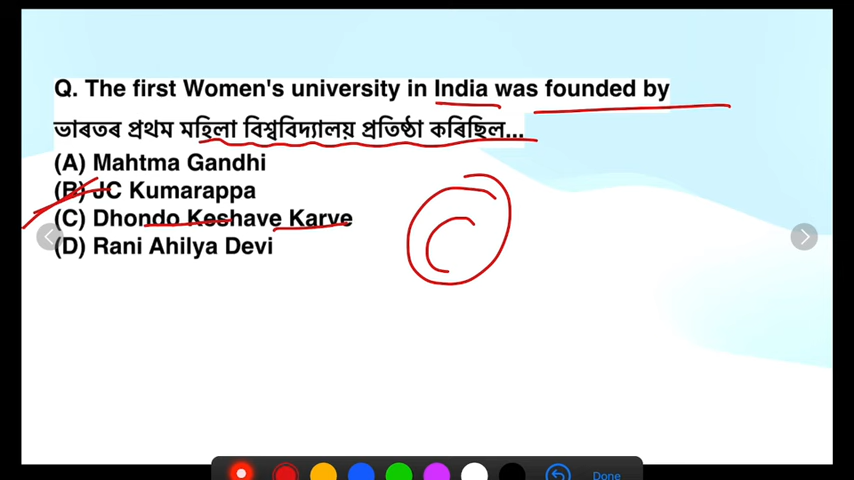 Q. The first Women's university in India was founded by
ভাৰতৰ প্ৰথম মহিলা বিশ্ববিদ্যালয় প্ৰতিষ্ঠা কৰিছিল...
(A) Mahtma Gandhi
(B) JC Kumarappa
(C) Dhondo Keshave Karve
(D) Rani Ahilya Devi
C
Done